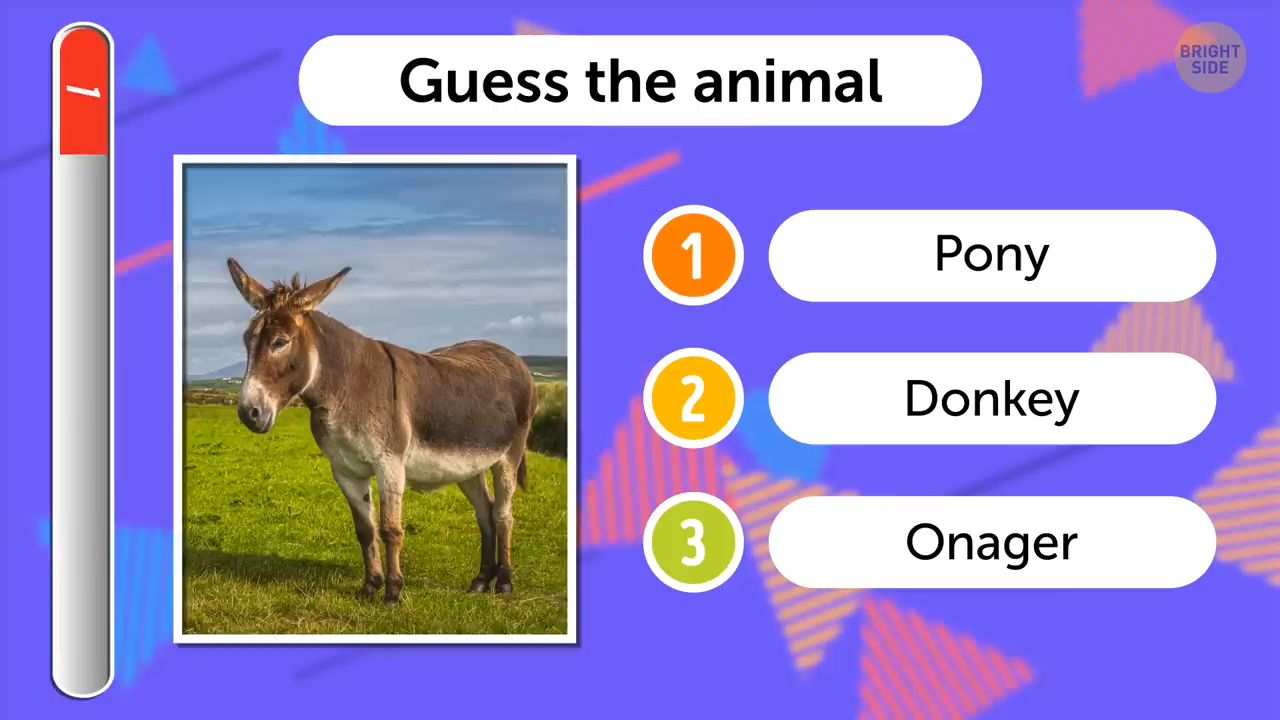 Guess the animal
BRIGHT
SIDE
1
1
Pony
2
Donkey
3
Onager